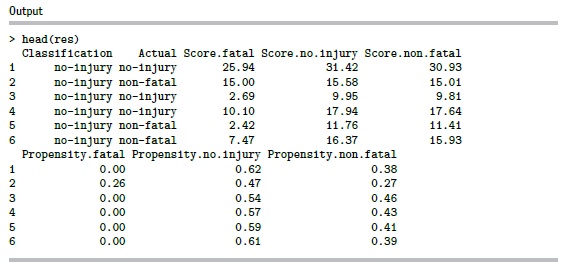 Output
> head(res)
Classification Actual Score.fatal Score.no.injury Score.non.fatal
1 no-injury no-injury 25.94 31.42 30.93
2 no-injury non-fatal 15.00 15.58 15.01
3 no-injury no-injury 2.69 9.95 9.81
4 no-injury no-injury 10.10 17.94 17.64
5 no-injury non-fatal 2.42 11.76 11.41
6 no-injury non-fatal 7.47 16.37 15.93
Propensity.fatal Propensity.no.injury Propensity.non.fatal
1 0.00 0.62 0.38
2 0.26 0.47 0.27
3 0.00 0.54 0.46
4 0.00 0.57 0.43
5 0.00 0.59 0.41
6 0.00 0.61 0.39